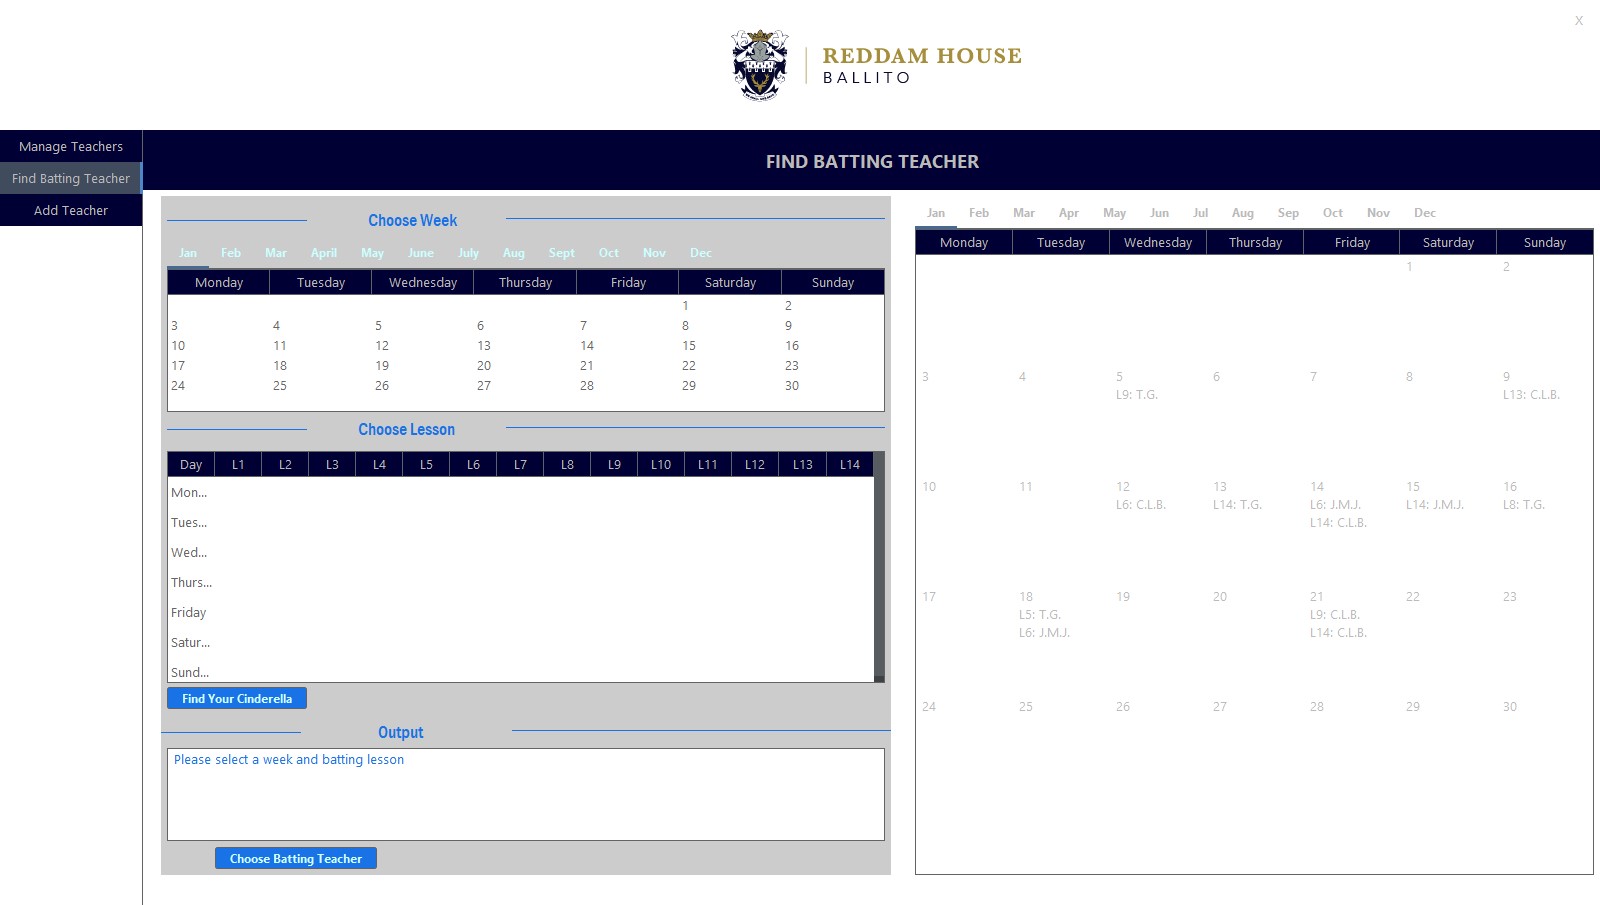 X
REDDAM HOUSE
BALLITO
Manage Teachers
Find Batting Teacher
Add Teacher
FIND BATTING TEACHER
Choose Week
Jan Feb Mar April May June July Aug Sept Oct Nov Dec
Monday Tuesday Wednesday Thursday Friday Saturday Sunday
1 2
3 4 5 6 7 8 9
10 11 12 13 14 15 16
17 18 19 20 21 22 23
24 25 26 27 28 29 30
Choose Lesson
Day L1 L2 L3 L4 L5 L6 L7 L8 L9 L10 L11 L12 L13 L14
Mon...
Tues...
Wed...
Thurs...
Friday
Satur...
Sund...
Find Your Cinderella
Output
Please select a week and batting lesson
Choose Batting Teacher
Jan Feb Mar Apr May Jun Jul Aug Sep Oct Nov Dec
Monday Tuesday Wednesday Thursday Friday Saturday Sunday
1 2
3 4 5 6 7 8 9
L9: T.G. L13: C.L.B.
10 11 12 13 14 15 16
L6: C.L.B. L14: T.G. L6: J.M.J. L14: J.M.J. L8: T.G.
L14: C.L.B.
17 18 19 20 21 22 23
L5: T.G. L9: C.L.B.
L6: J.M.J. L14: C.L.B.
24 25 26 27 28 29 30